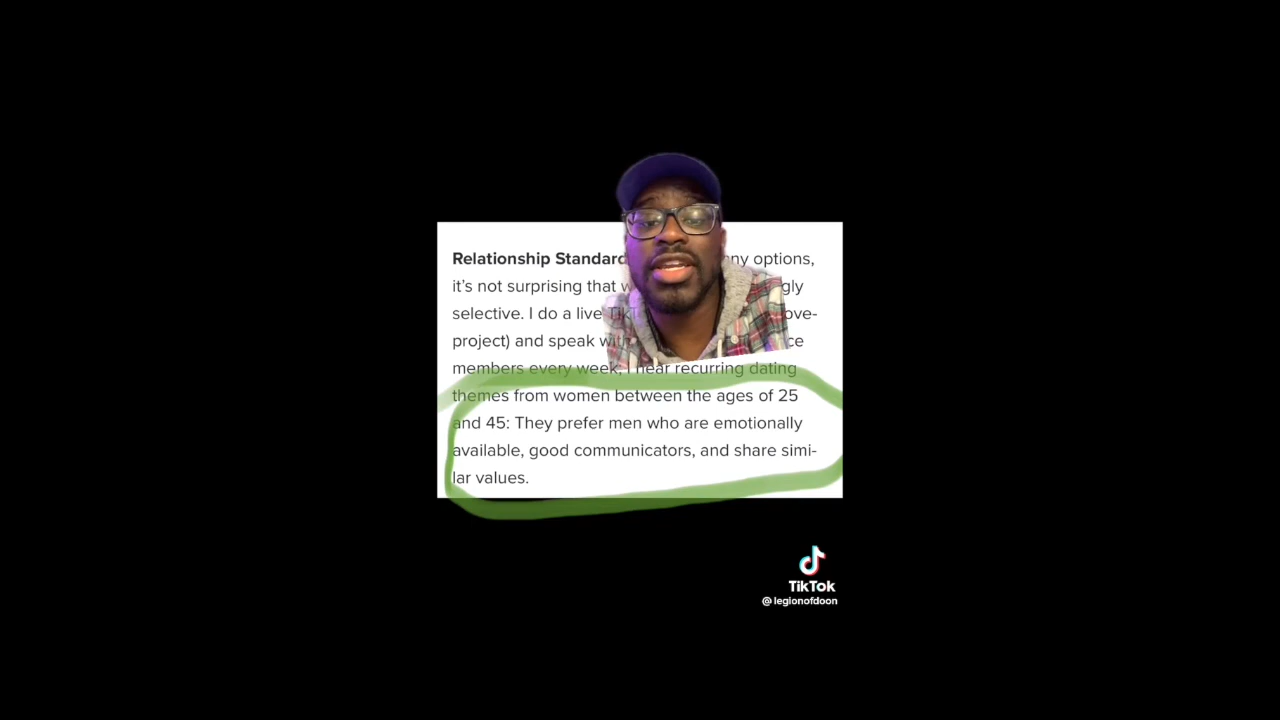 Relationship Standard ny options,
it's not surprising that w gly
selective. I do a live TikT ove-
project) and speak with ce
members every week, I hear recurring dating
themes from women between the ages of 25
and 45: They prefer men who are emotionally
available, good communicators, and share simi-
lar values.
TikTok
@legionofdoon